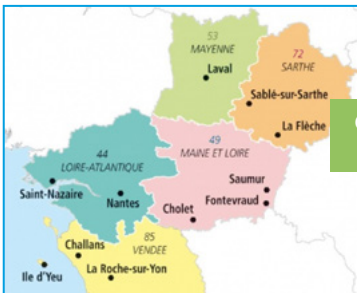 53
MAYENNE
Laval
72
SARTHE
Sablé-sur-Sarthe
La Flèche
44
LOIRE-ATLANTIQUE
Saint-Nazaire
Nantes
49
MAINE ET LOIRE
Saumur
Fontevraud
Cholet
85
VENDEE
Challans
Ile d'Yeu
La Roche-sur-Yon